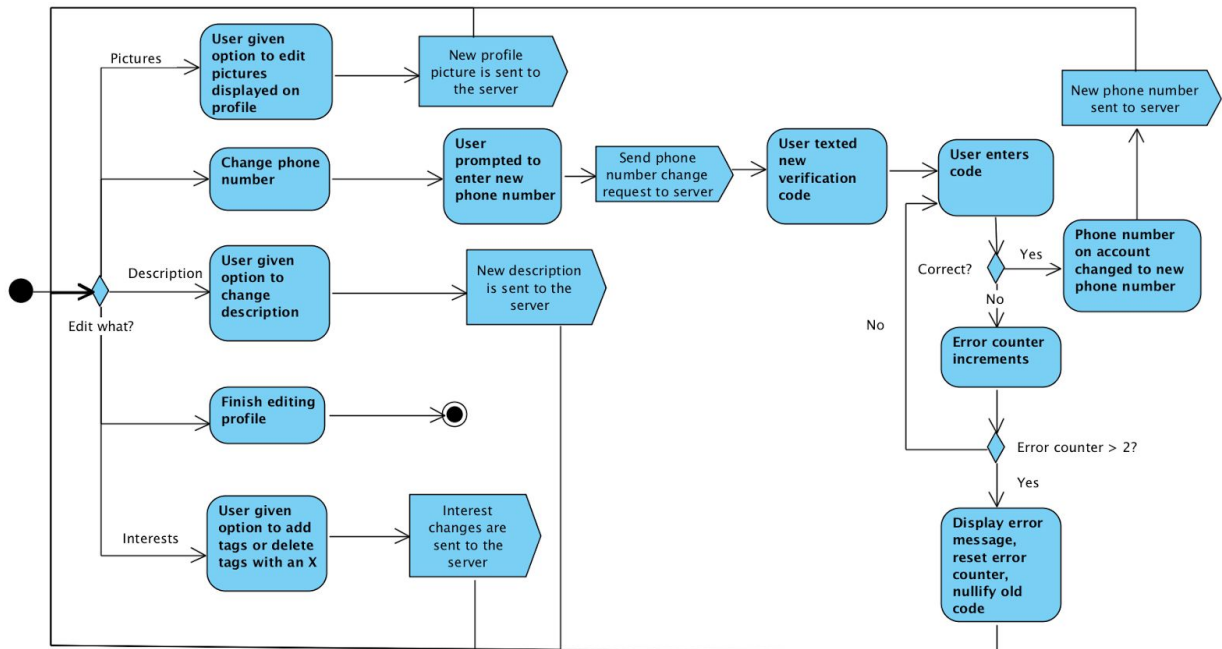 Pictures
User given
option to edit
pictures
displayed on
profile
New profile
picture is sent to
the server
New phone number
sent to server
Change phone
number
User
prompted to
enter new
phone number
Send phone
number change
request to server
User texted
new
verification
code
User enters
code
Correct?
Yes
Phone number
on account
changed to new
phone number
No
Description
User given
option to
change
description
New description
is sent to the
server
Edit what?
No
Error counter
increments
Finish editing
profile
Error counter > 2?
Yes
Interests
User given
option to add
tags or delete
tags with an X
Interest
changes are
sent to the
server
Display error
message,
reset error
counter,
nullify old
code